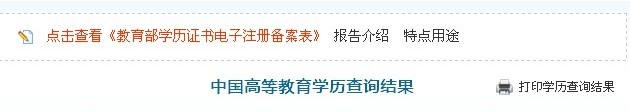 点击查看《教育部学历证书电子注册备案表》 报告介绍 特点用途
中国高等教育学历查询结果 打印学历查询结果